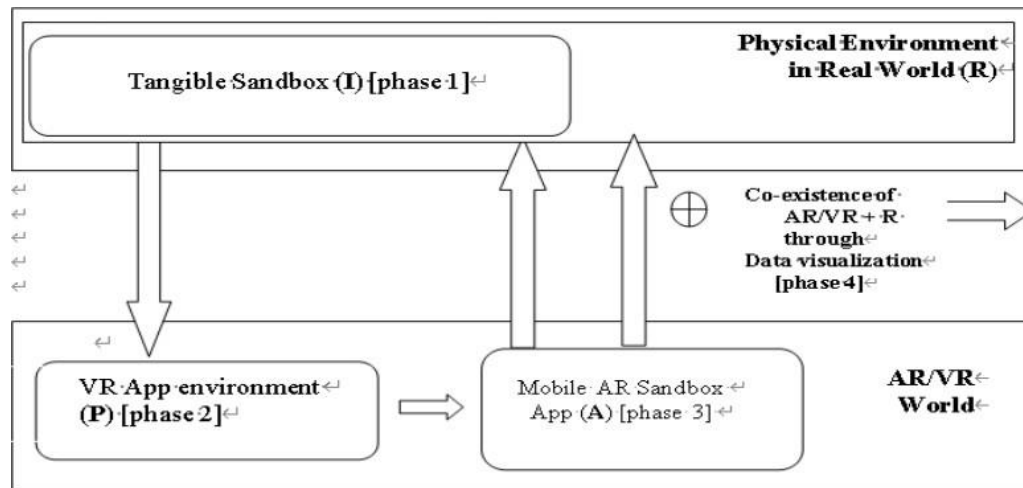 Physical Environment
in Real World (R)
Tangible Sandbox (I) [phase 1]
Co-existence of
AR/VR + R
through
Data visualization
[phase 4]
VR App environment
(P) [phase 2]
Mobile AR Sandbox
App (A) [phase 3]
AR/VR
World